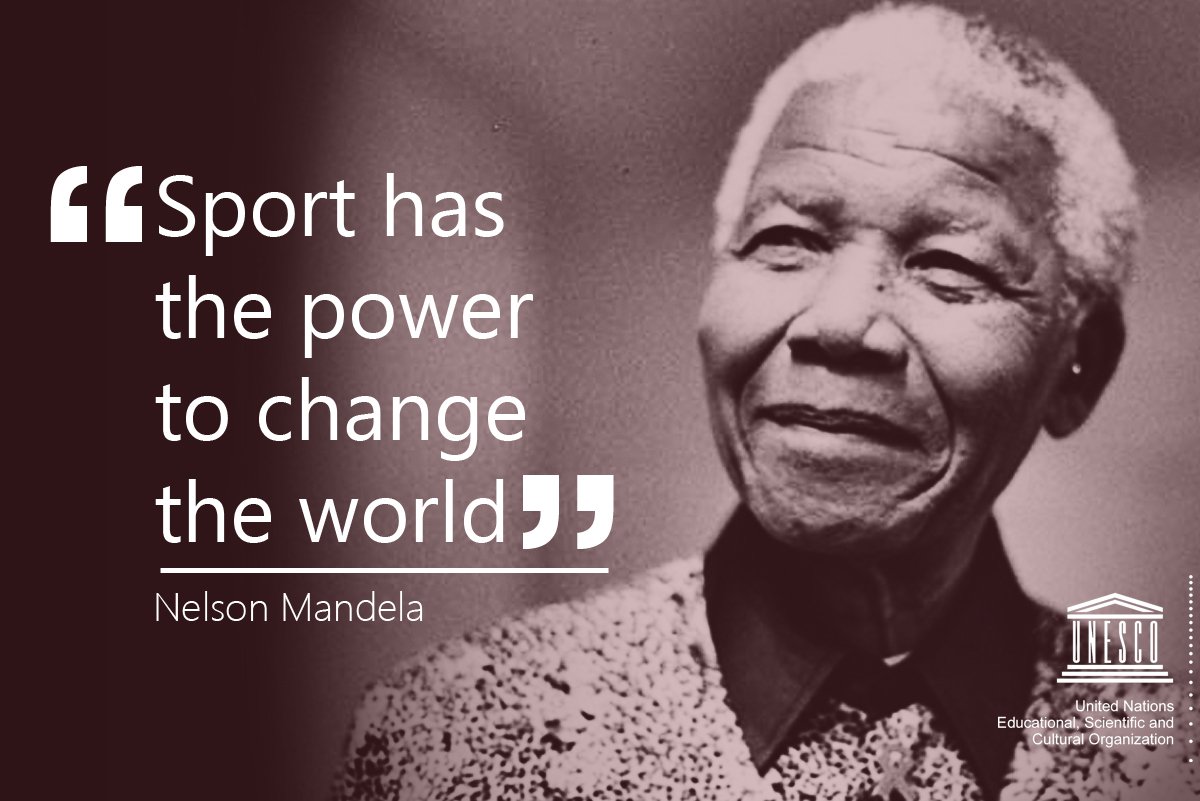 “Sport has
the power
to change
the world”
Nelson Mandela
UNESCO
United Nations
Educational, Scientific and
Cultural Organization